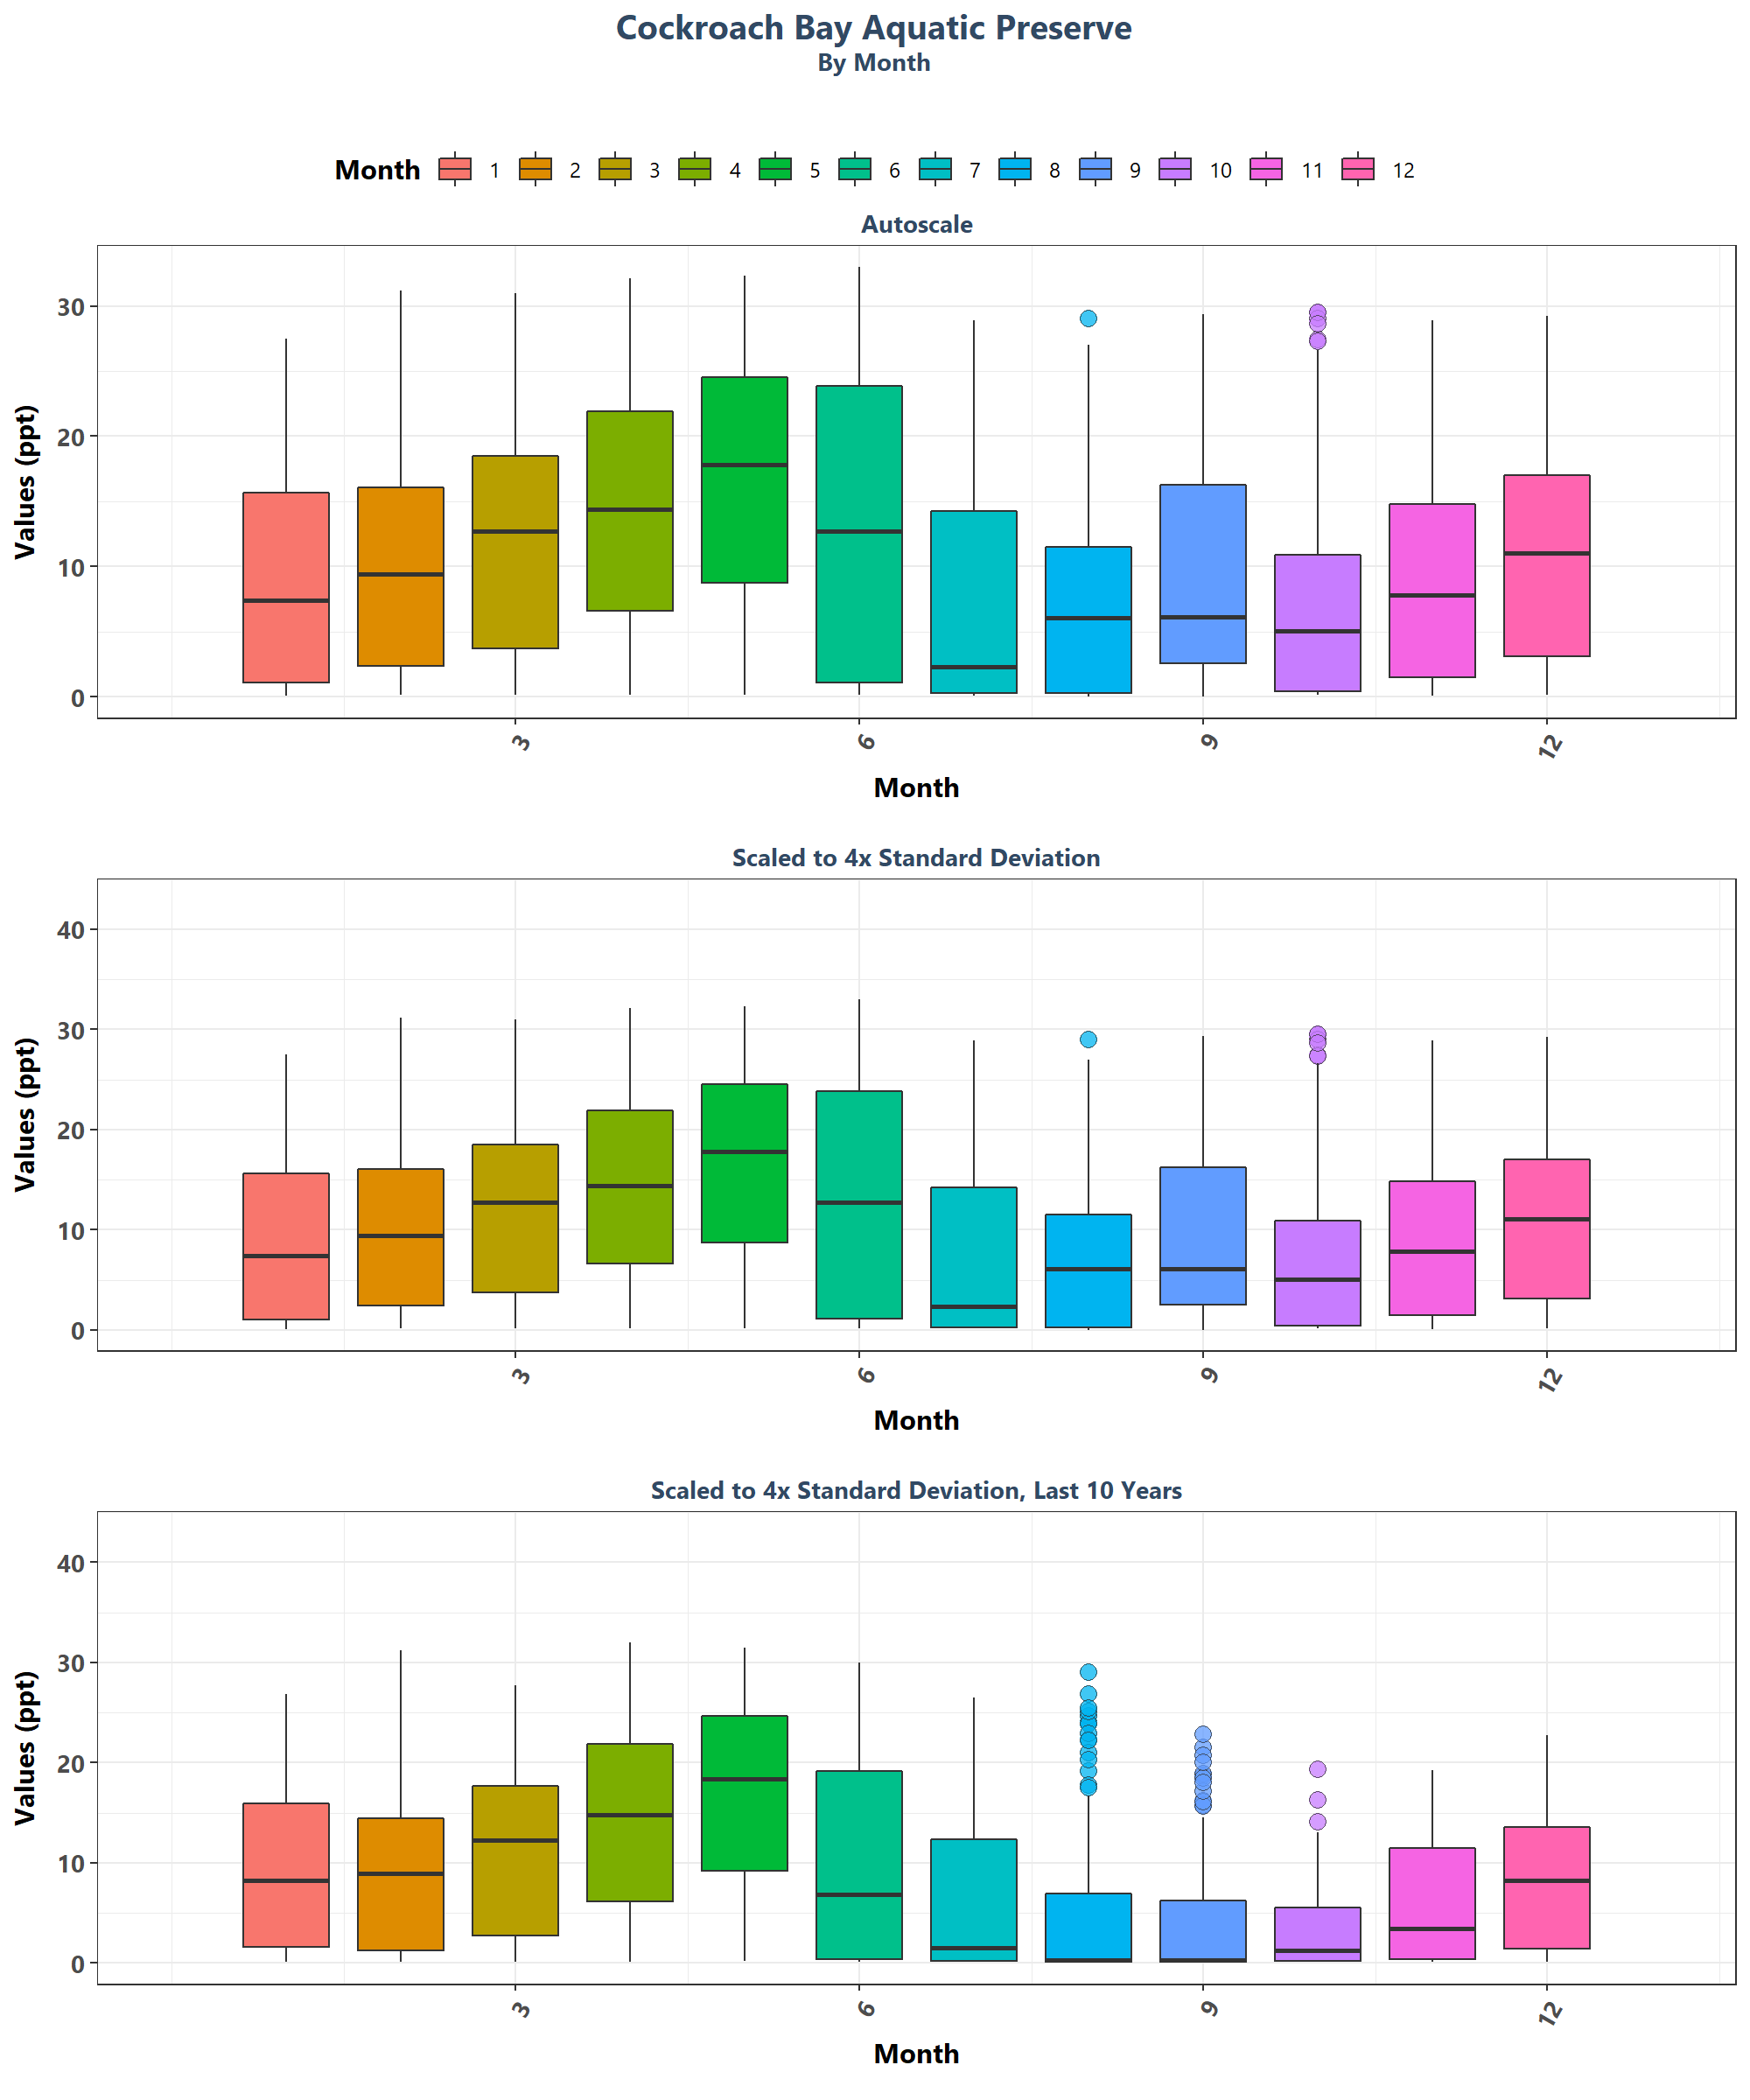 Cockroach Bay Aquatic Preserve
By Month
Month 1 2 3 4 5 6 7 8 9 10 11 12
Autoscale
Values (ppt)
30
20
10
0
3 6 9 12
Month
Scaled to 4x Standard Deviation
Values (ppt)
40
30
20
10
0
3 6 9 12
Month
Scaled to 4x Standard Deviation, Last 10 Years
Values (ppt)
40
30
20
10
0
3 6 9 12
Month